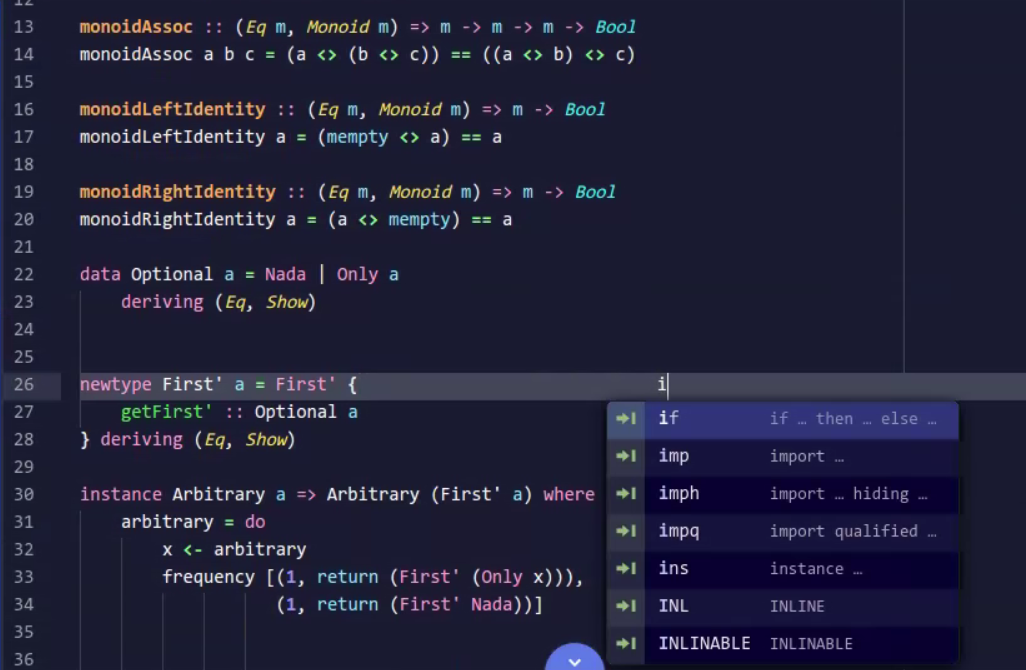 12
13 monoidAssoc :: (Eq m, Monoid m) => m -> m -> m -> Bool
14 monoidAssoc a b c = (a <> (b <> c)) == ((a <> b) <> c)
15
16 monoidLeftIdentity :: (Eq m, Monoid m) => m -> Bool
17 monoidLeftIdentity a = (mempty <> a) == a
18
19 monoidRightIdentity :: (Eq m, Monoid m) => m -> Bool
20 monoidRightIdentity a = (a <> mempty) == a
21
22 data Optional a = Nada | Only a
23     deriving (Eq, Show)
24
25
26 newtype First' a = First' {                              i
27     getFirst' :: Optional a
28 } deriving (Eq, Show)
29
30 instance Arbitrary a => Arbitrary (First' a) where
31     arbitrary = do
32         x <- arbitrary
33         frequency [(1, return (First' (Only x))),
34                    (1, return (First' Nada))]
35
36
if if … then … else …
imp import …
imph import … hiding …
impq import qualified …
ins instance …
INL INLINE
INLINABLE INLINABLE